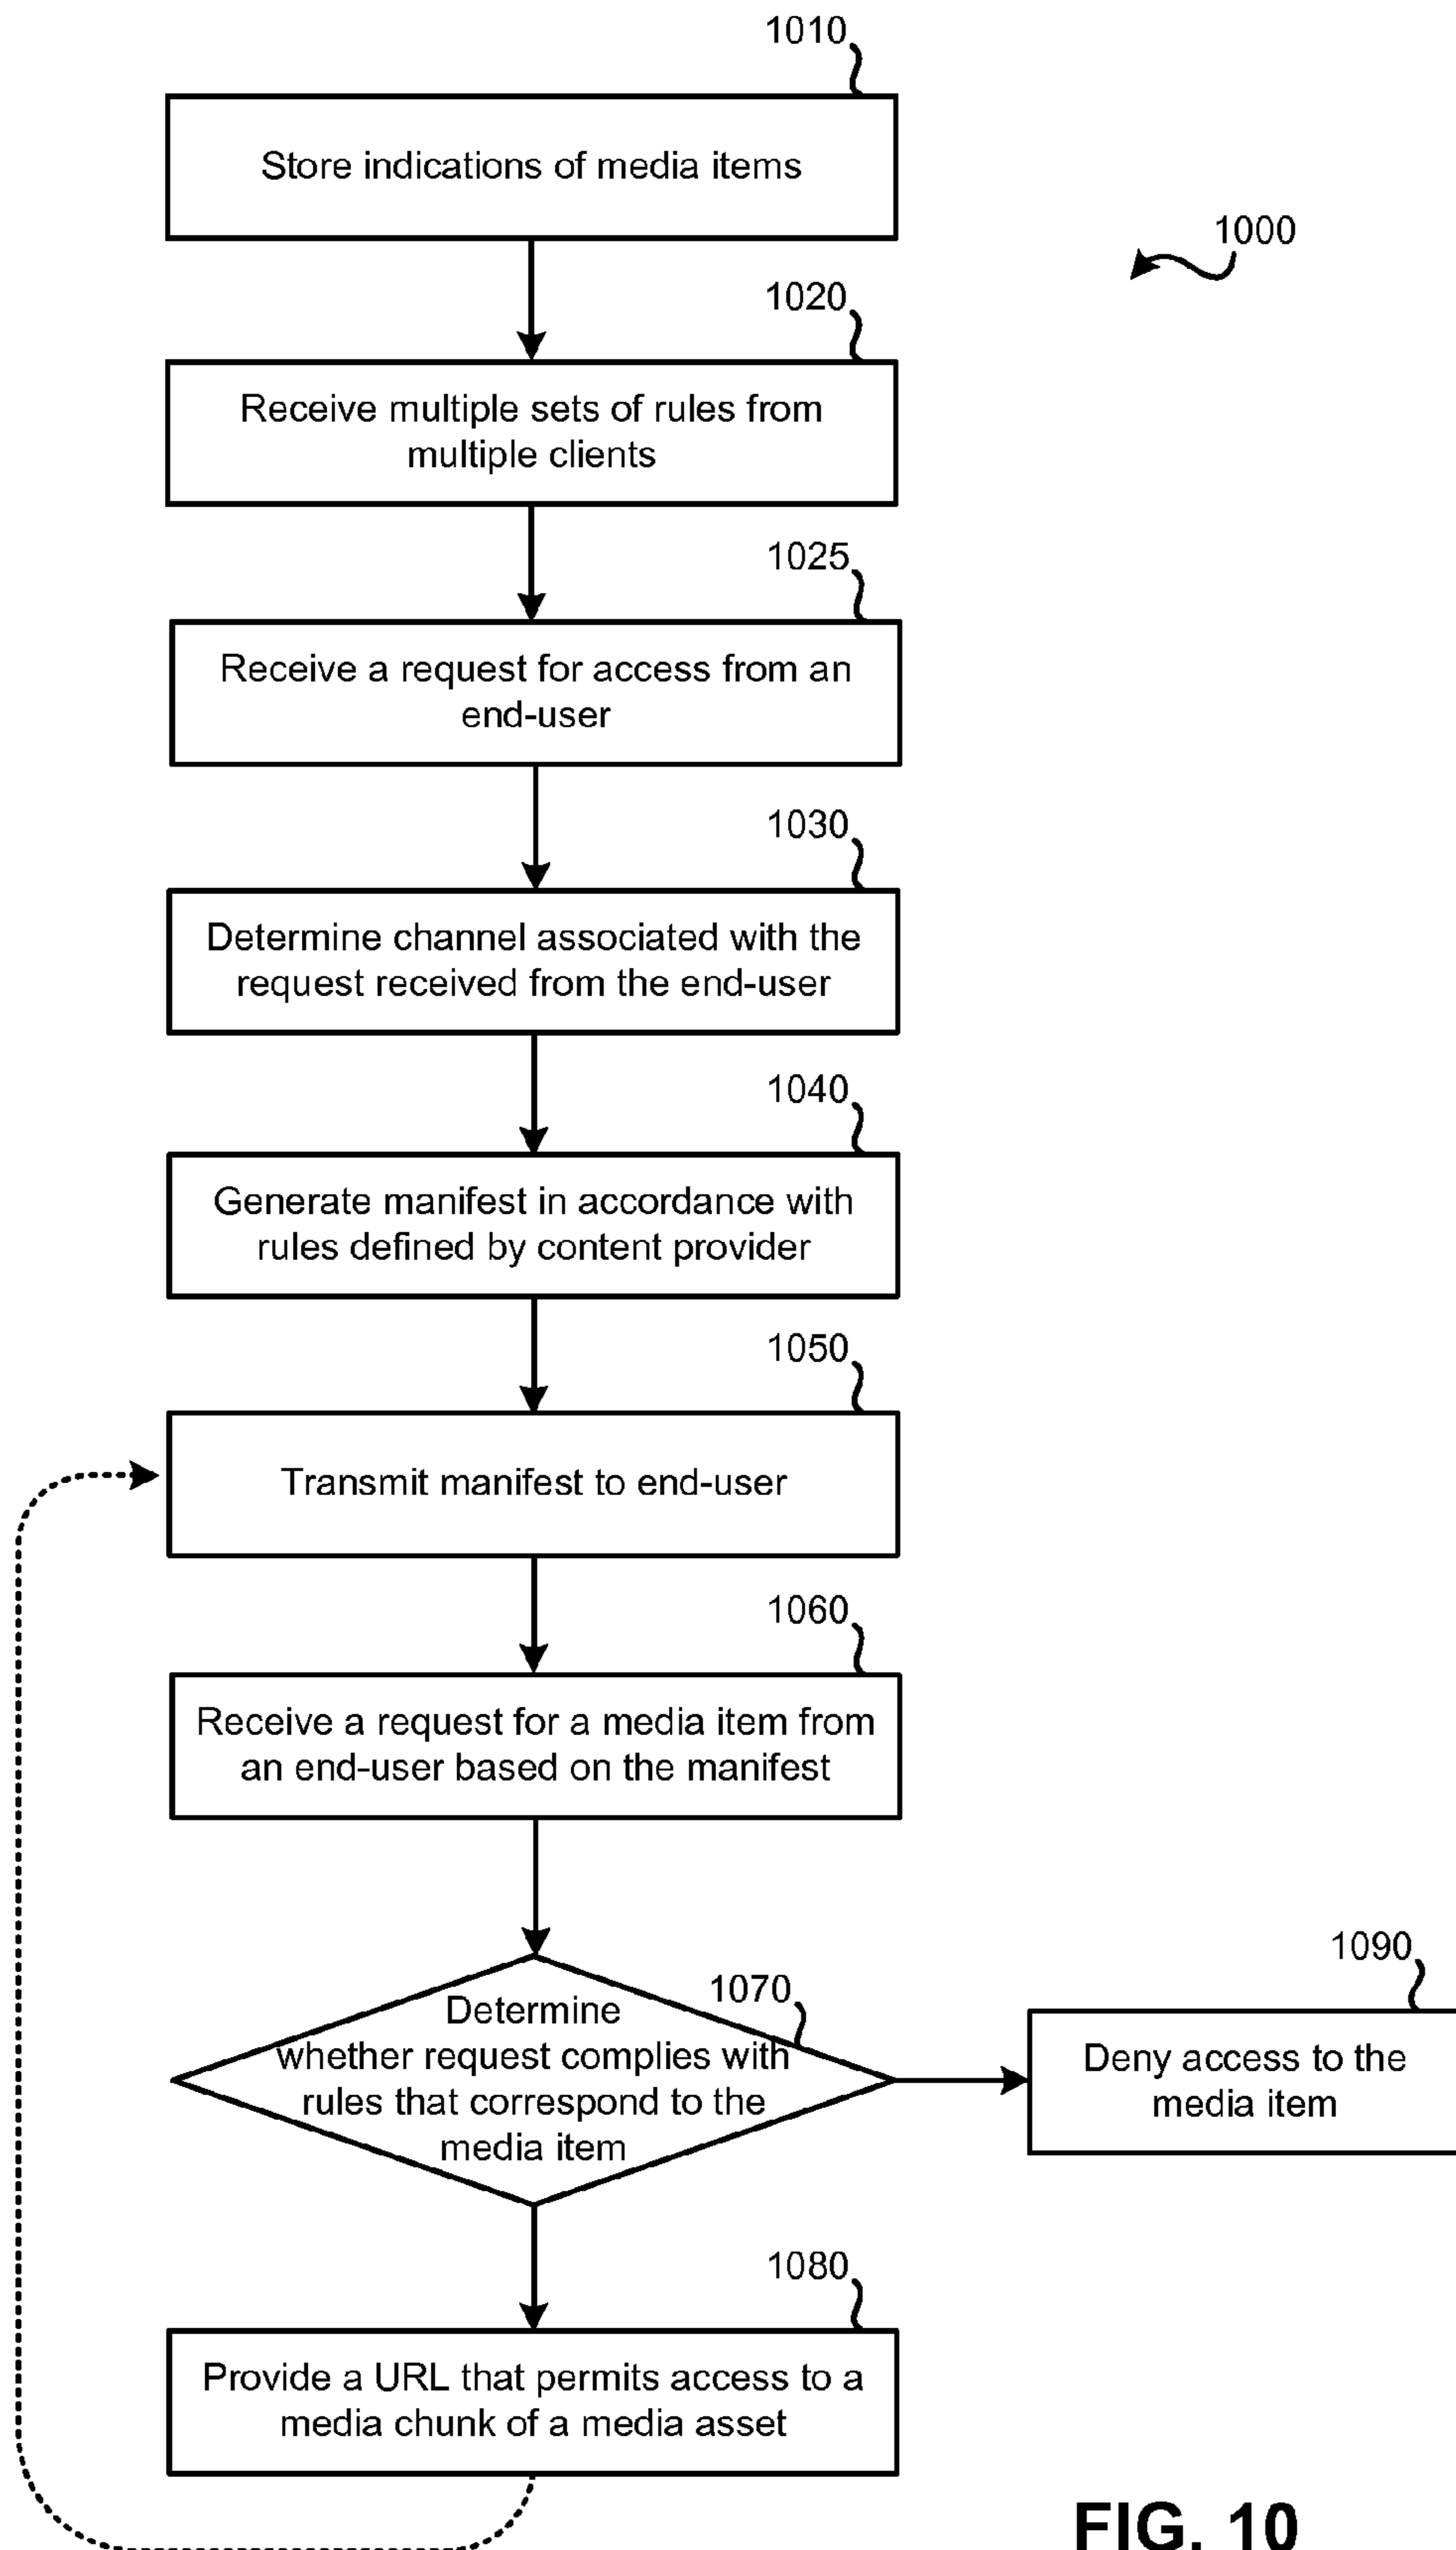 1010
Store indications of media items
1000
1020
Receive multiple sets of rules from
multiple clients
1025
Receive a request for access from an
end-user
1030
Determine channel associated with the
request received from the end-user
1040
Generate manifest in accordance with
rules defined by content provider
1050
Transmit manifest to end-user
1060
Receive a request for a media item from
an end-user based on the manifest
1070
Determine
whether request complies with
rules that correspond to the
media item
1090
Deny access to the
media item
1080
Provide a URL that permits access to a
media chunk of a media asset
FIG. 10